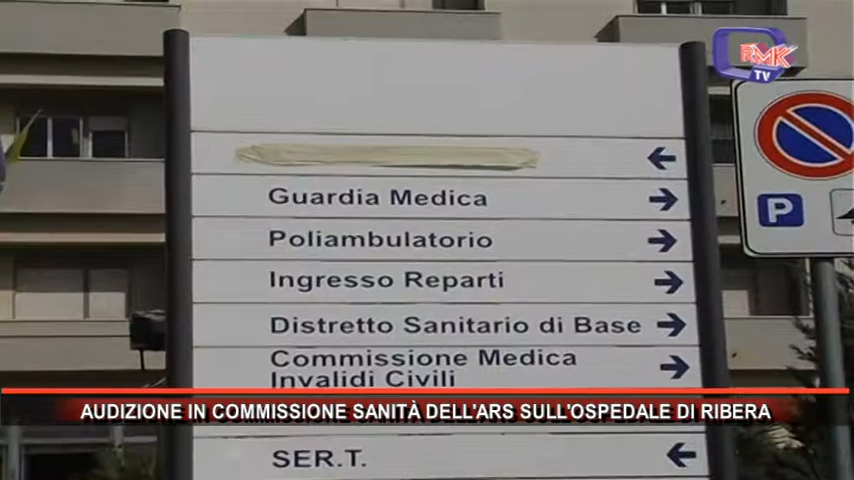 RMK
TV
Guardia Medica
Poliambulatorio
Ingresso Reparti
Distretto Sanitario di Base
Commissione Medica
Invalidi Civili
AUDIZIONE IN COMMISSIONE SANITÀ DELL'ARS SULL'OSPEDALE DI RIBERA
SER.T.
P